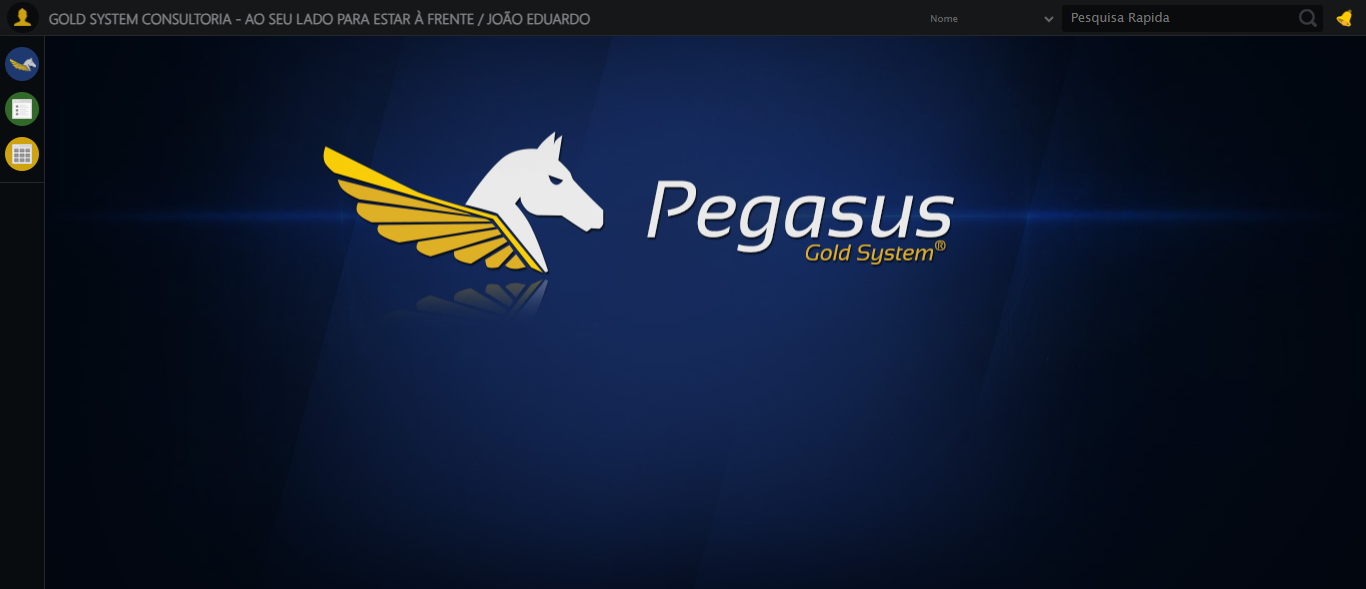 GOLD SYSTEM CONSULTORIA - AO SEU LADO PARA ESTAR À FRENTE / JOÃO EDUARDO
Nome
Pesquisa Rapida
Pegasus
Gold System®